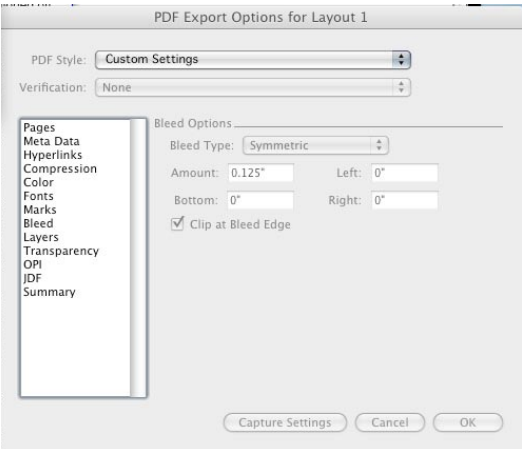 PDF Export Options for Layout 1
PDF Style: Custom Settings
Verification: None
Pages
Meta Data
Hyperlinks
Compression
Color
Fonts
Marks
Bleed
Layers
Transparency
OPI
JDF
Summary
Bleed Options
Bleed Type: Symmetric
Amount: 0.125" Left: 0"
Bottom: 0" Right: 0"
Clip at Bleed Edge
Capture Settings Cancel OK